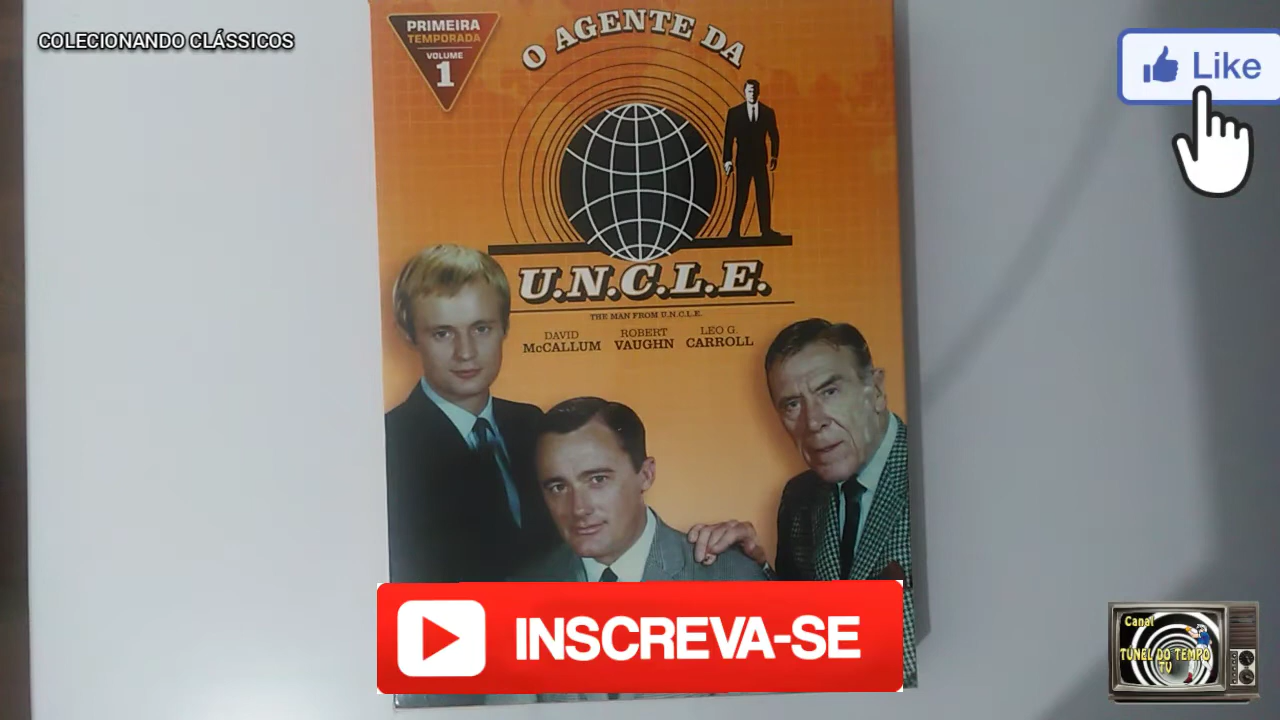 COLECIONANDO CLÁSSICOS
PRIMEIRA
TEMPORADA
VOLUME
1
O AGENTE DA
U.N.C.L.E.
THE MAN FROM U.N.C.L.E.
DAVID
McCALLUM
ROBERT
VAUGHN
LEO G.
CARROLL
Like
INSCREVA-SE
Canal
TÚNEL DO TEMPO
TV